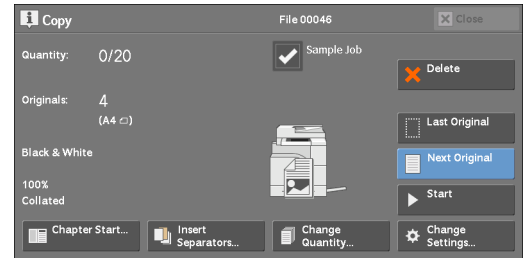 Copy
File 00046
Close
Quantity:
0/20
Sample Job
Delete
Originals:
4
(A4 )
Last Original
Black & White
Next Original
100%
Collated
Start
Chapter Start...
Insert
Separators...
Change
Quantity...
Change
Settings...